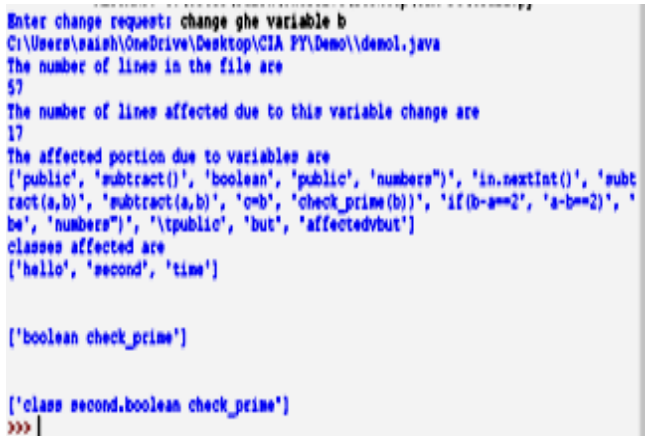 Enter change request: change ghe variable b
C:\Users\saish\OneDrive\Desktop\CIA PY\Demo\\demo1.java
The number of lines in the file are
57
The number of lines affected due to this variable change are
17
The affected portion due to variables are
['public', 'subtract()', 'boolean', 'public', 'numbers")', 'in.nextInt()', 'subt
ract(a,b)', 'subtract(a,b)', 'c=b', 'check_prime(b))', 'if(b-a==2', 'a-b==2)', '
be', 'numbers")', '\tpublic', 'but', 'affectedvbut']
classes affected are
['hello', 'second', 'time']
['boolean check_prime']
['class second.boolean check_prime']
>>>